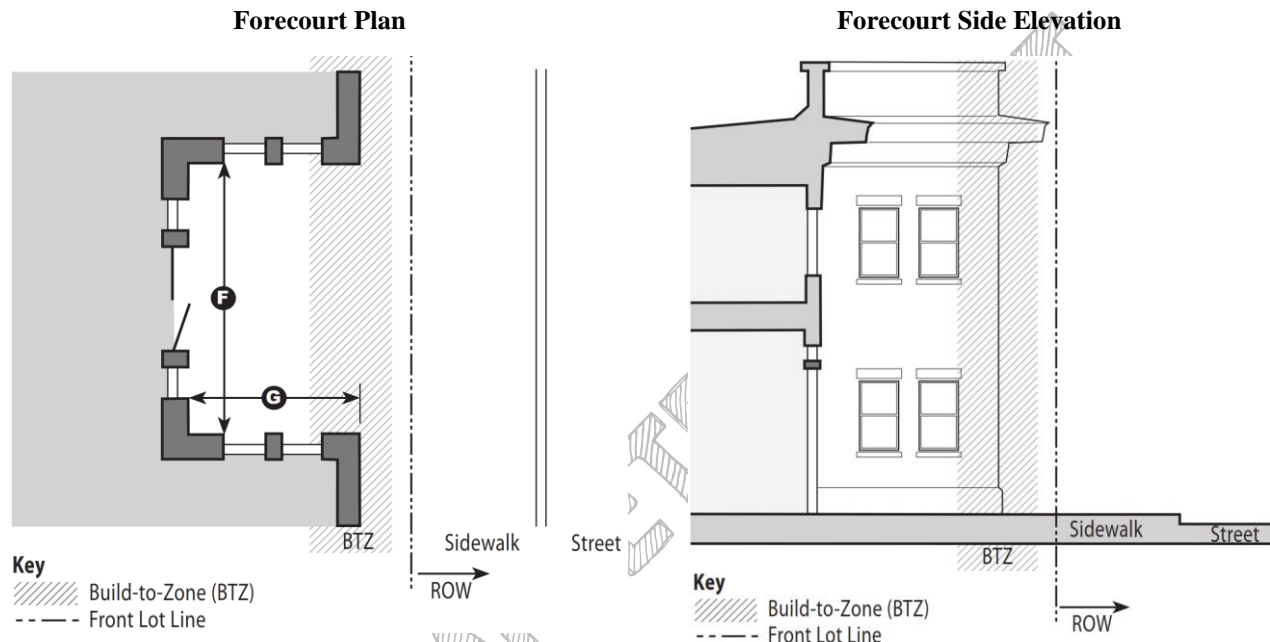 Forecourt Plan
F
G
BTZ
Sidewalk
Street
ROW
Key
Build-to-Zone (BTZ)
Front Lot Line
Forecourt Side Elevation
Sidewalk
Street
BTZ
ROW
Key
Build-to-Zone (BTZ)
Front Lot Line